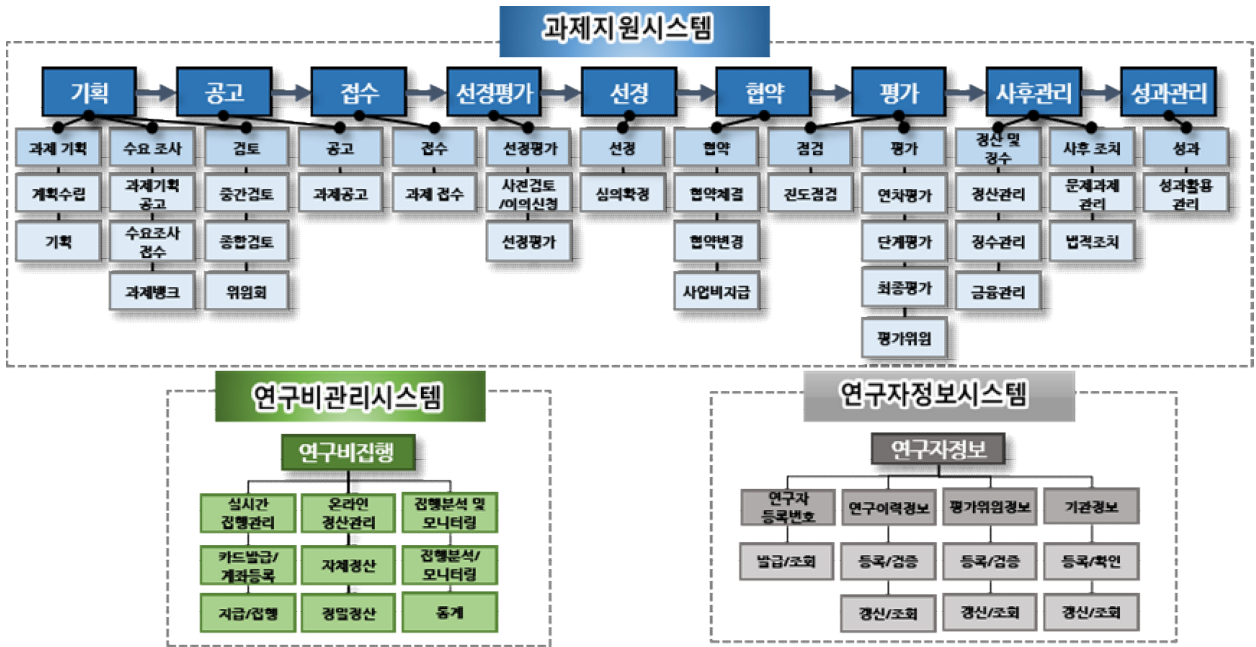 과제지원시스템
기획
공고
접수
선정평가
선정
협약
평가
사후관리
성과관리
과제 기획
수요 조사
검토
공고
접수
선정평가
선정
협약
점검
평가
정산 및
징수
사후 조치
성과
계획수립
과제기획
공고
중간검토
과제공고
과제 접수
사전검토
/이의신청
심의확정
협약체결
진도점검
연차평가
정산관리
문제과제
관리
성과활용
관리
기획
수요조사
접수
종합검토
선정평가
협약변경
단계평가
징수관리
법적조치
과제뱅크
위원회
사업비지급
최종평가
금융관리
평가위원
연구비관리시스템
연구비집행
실시간
집행관리
온라인
정산관리
집행분석 및
모니터링
카드발급/
계좌등록
자체정산
집행분석/
모니터링
지급/집행
정밀정산
통계
연구자정보시스템
연구자정보
연구자
등록번호
연구이력정보
평가위원정보
기관정보
발급/조회
등록/검증
등록/검증
등록/확인
갱신/조회
갱신/조회
갱신/조회